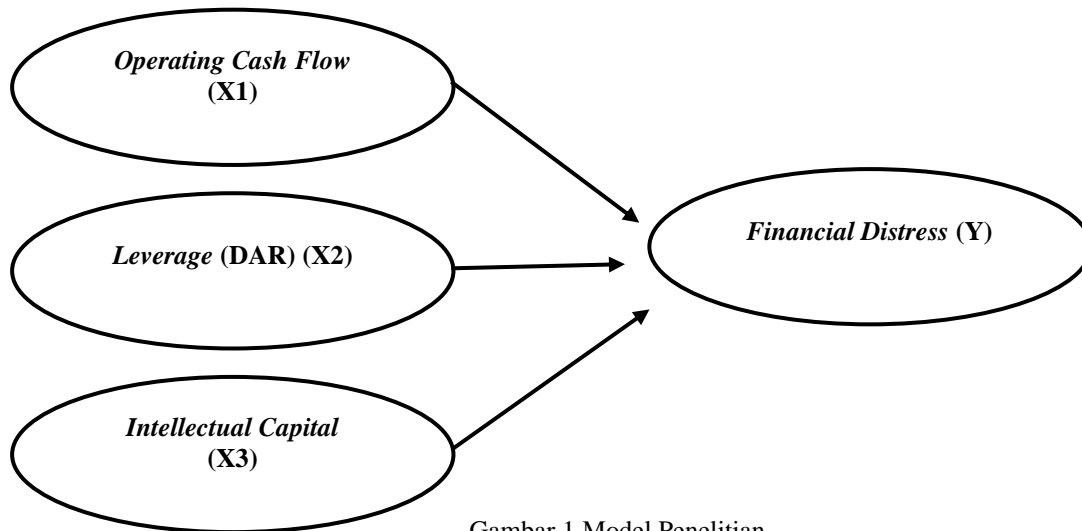 Operating Cash Flow
(X1)
Leverage (DAR) (X2)
Intellectual Capital
(X3)
Financial Distress (Y)
Gambar 1 Model Penelitian